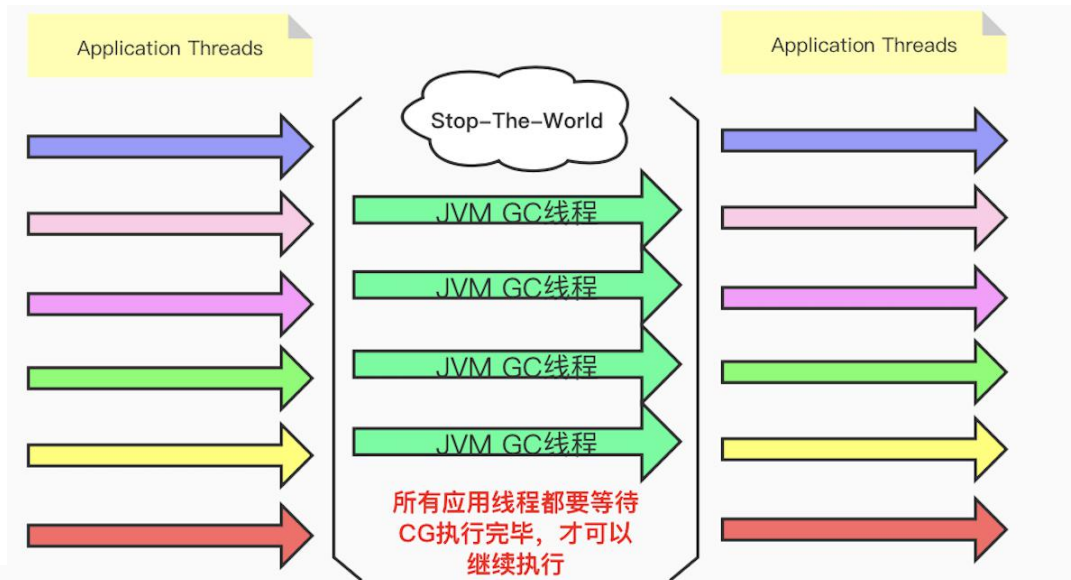 Application Threads
Application Threads
Stop-The-World
JVM GC线程
JVM GC线程
JVM GC线程
JVM GC线程
所有应用线程都要等待
CG执行完毕，才可以
继续执行